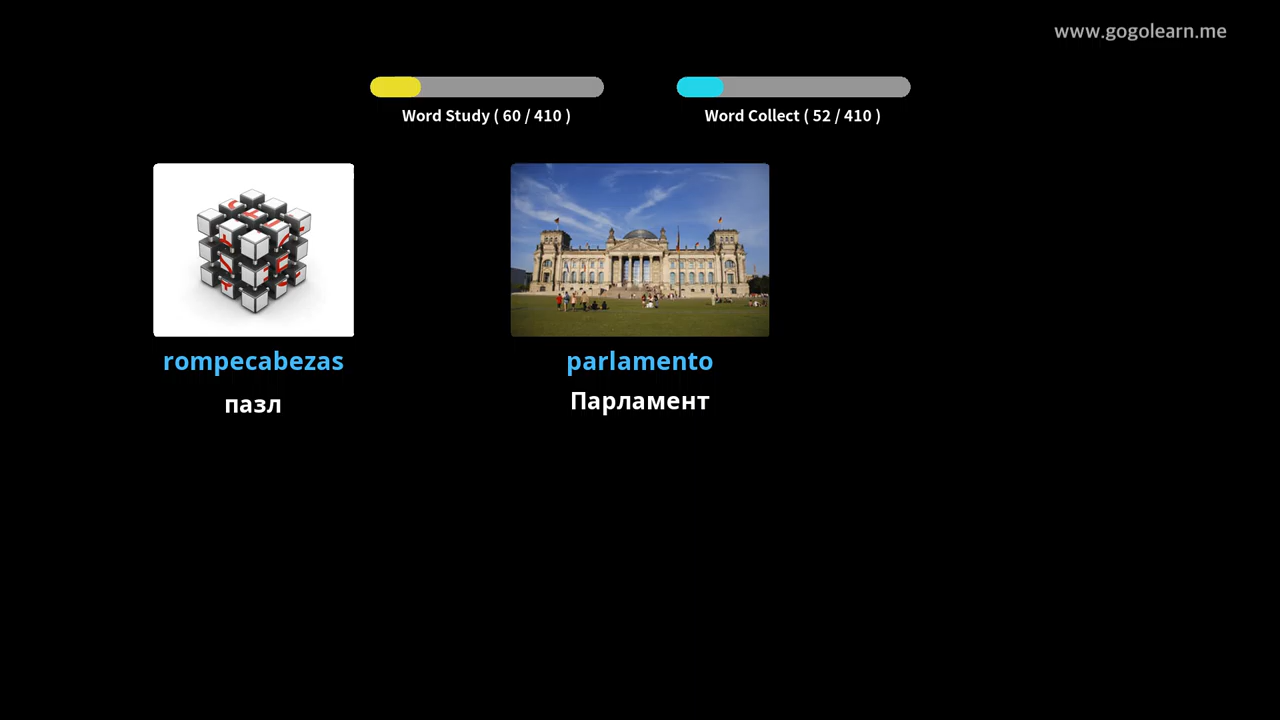 www.gogolearn.me
Word Study ( 60 / 410 )
Word Collect ( 52 / 410 )
rompecabezas
parlamento
пазл
Парламент